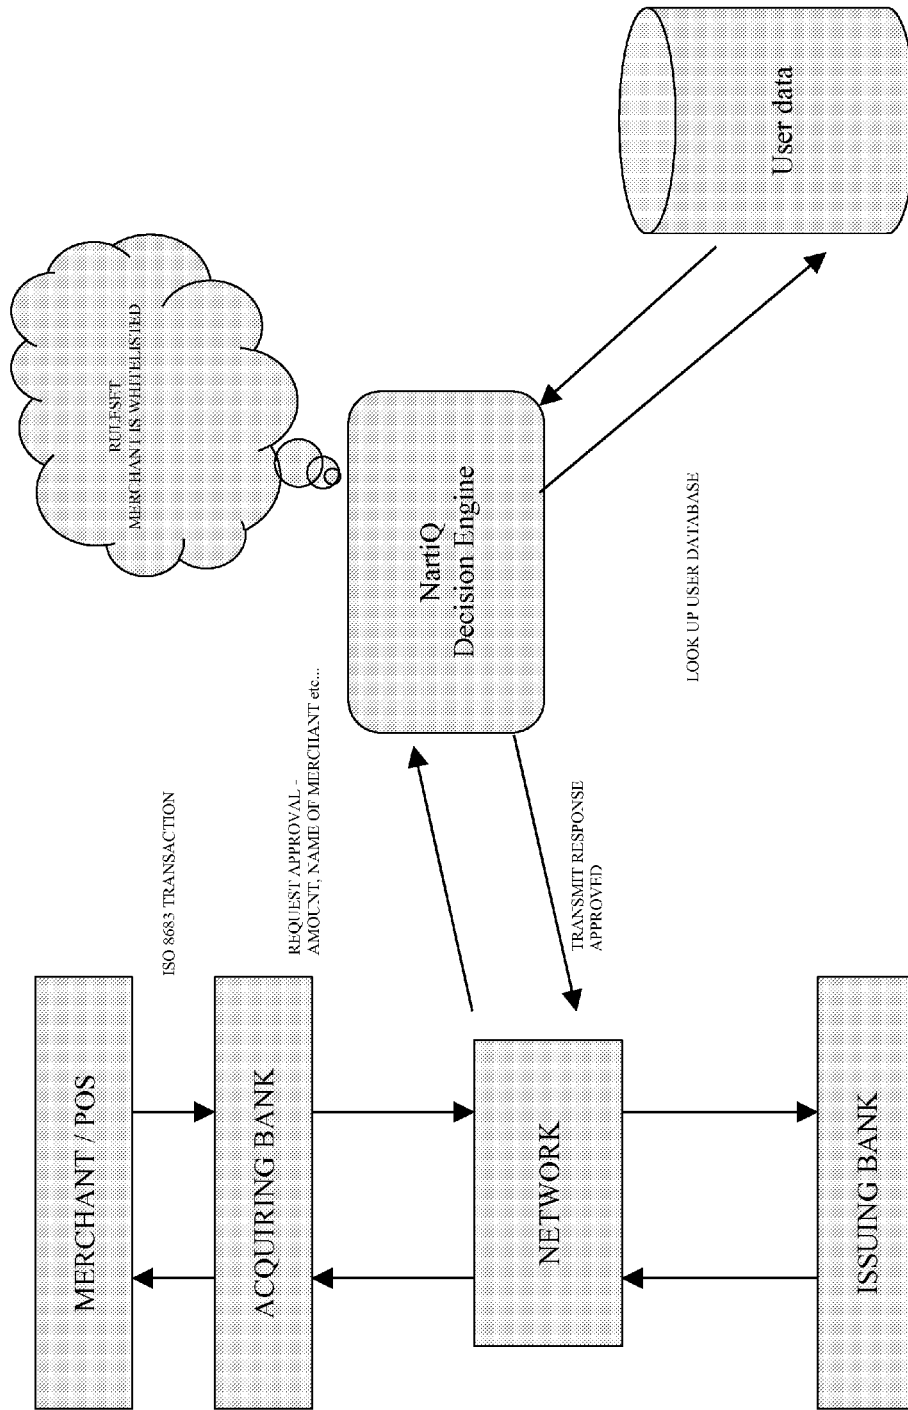 MERCHANT / POS
ISO 8683 TRANSACTION
ACQUIRING BANK
REQUEST APPROVAL -
AMOUNT, NAME OF MERCHANT etc...
NETWORK
TRANSMIT RESPONSE
APPROVED
ISSUING BANK
RULESET
MERCHANT IS WHITELISTED
NartiQ
Decision Engine
LOOK UP USER DATABASE
User data